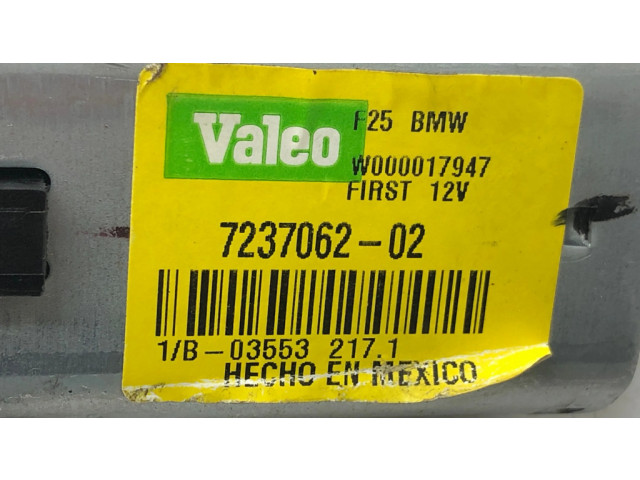 Valeo
F25 BMW
W000017947
FIRST 12V
7237062-02
1/B-03553 217.1
HECHO EN MEXICO